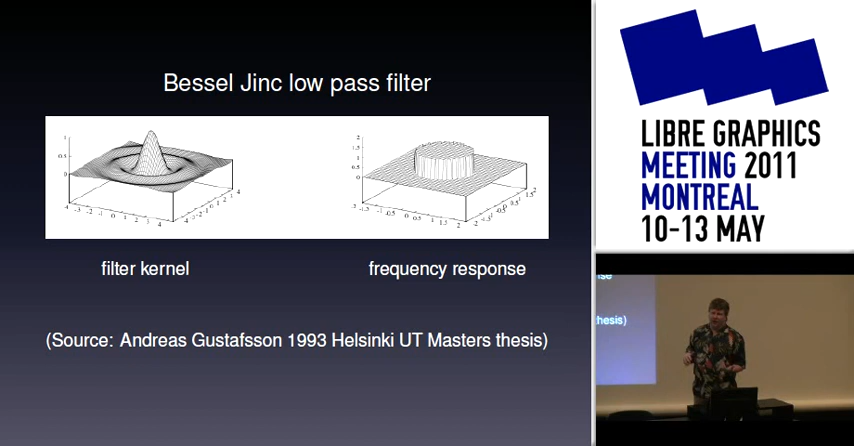 Bessel Jinc low pass filter
filter kernel
frequency response
(Source: Andreas Gustafsson 1993 Helsinki UT Masters thesis)
LIBRE GRAPHICS
MEETING 2011
MONTREAL
10-13 MAY
hesis)